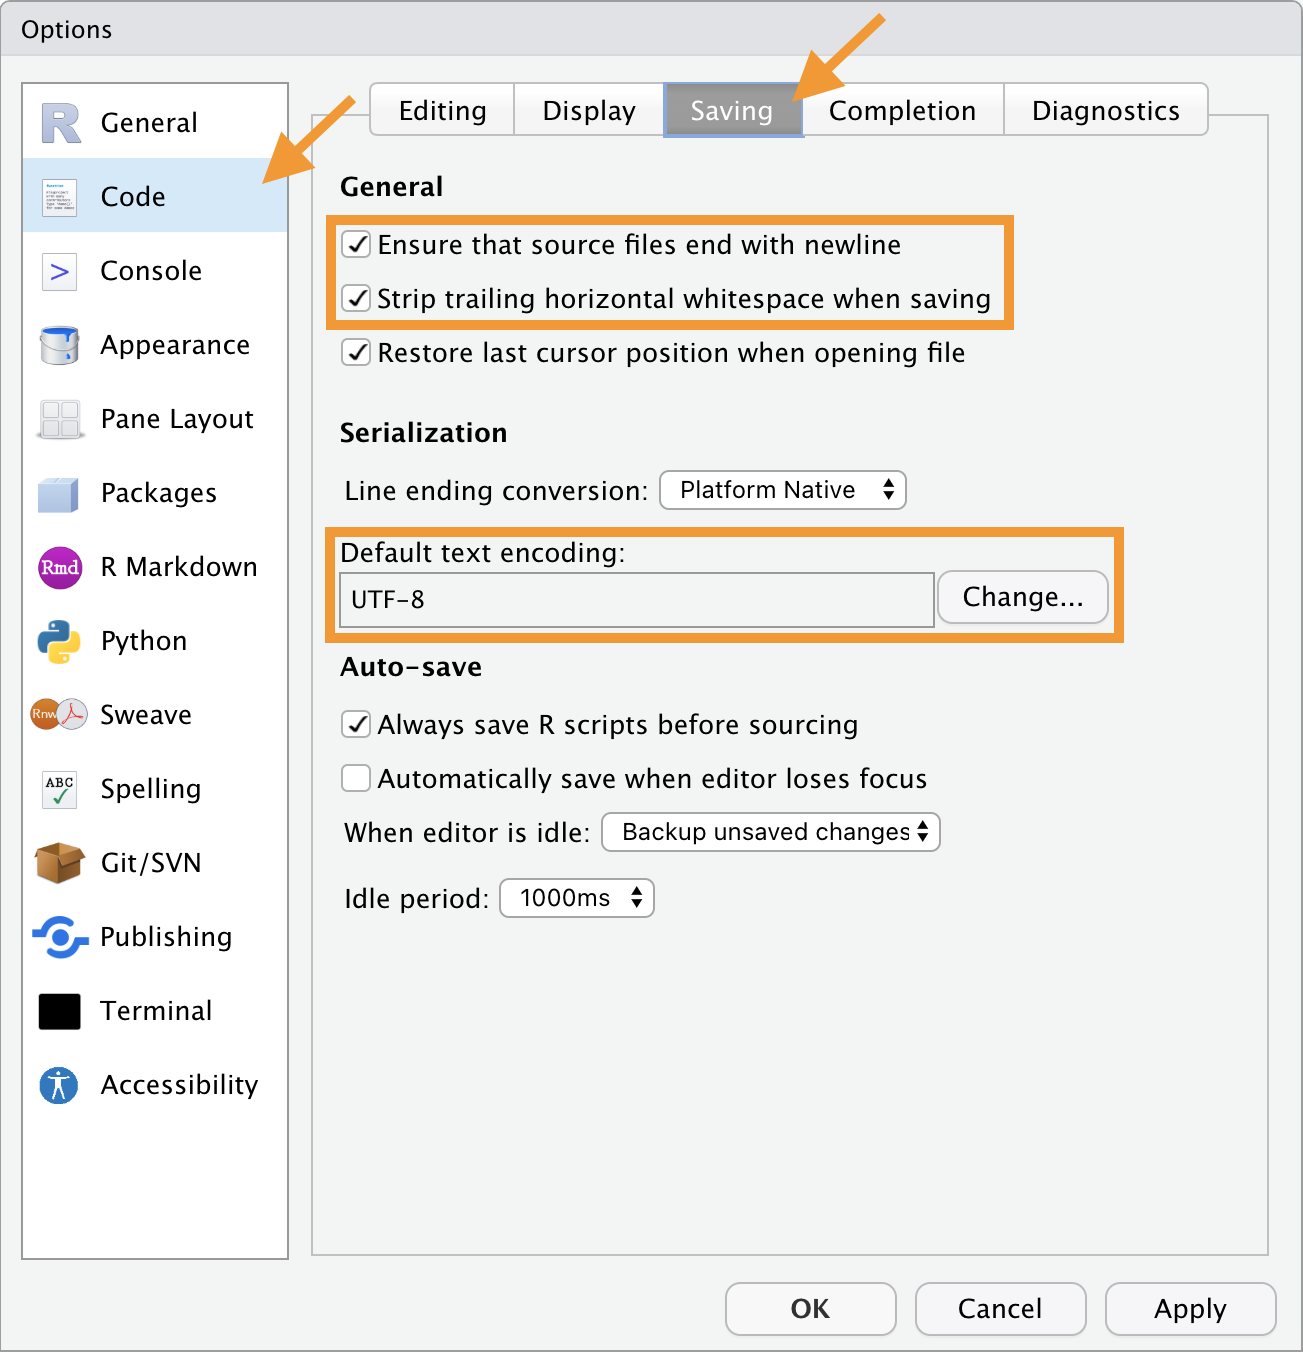 Options
General
Code
Console
Appearance
Pane Layout
Packages
Rmd
R Markdown
Python
Rnw
Sweave
ABC
Spelling
Git/SVN
Publishing
Terminal
Accessibility
Editing
Display
Saving
Completion
Diagnostics
General
Ensure that source files end with newline
Strip trailing horizontal whitespace when saving
Restore last cursor position when opening file
Serialization
Line ending conversion: Platform Native
Default text encoding:
UTF-8
Change...
Auto-save
Always save R scripts before sourcing
Automatically save when editor loses focus
When editor is idle: Backup unsaved changes
Idle period: 1000ms
OK
Cancel
Apply